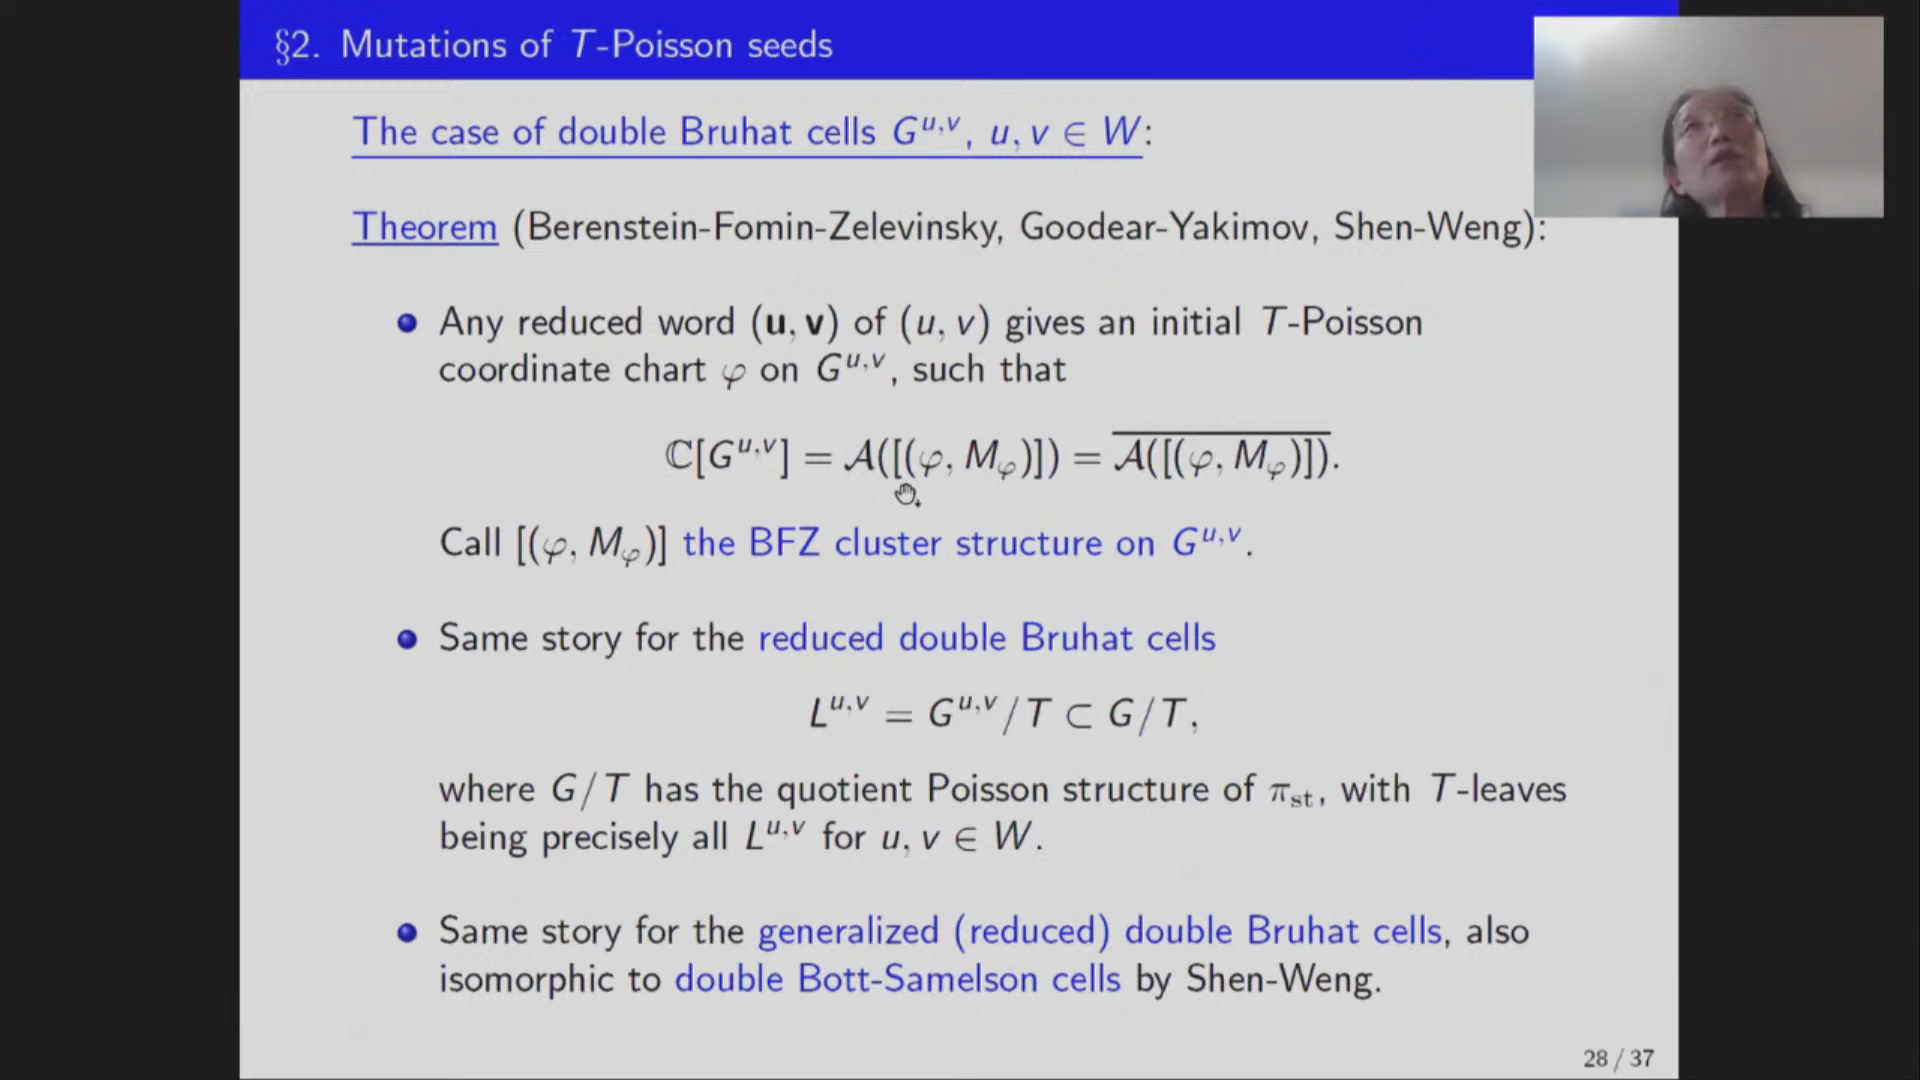 §2. Mutations of T-Poisson seeds
The case of double Bruhat cells G^{u,v}, u, v ∈ W:
Theorem (Berenstein-Fomin-Zelevinsky, Goodear-Yakimov, Shen-Weng):
Any reduced word (u, v) of (u, v) gives an initial T-Poisson
coordinate chart φ on G^{u,v}, such that
ℂ[G^{u,v}] = 𝒜([(φ, M_φ)]) = \overline{𝒜([(φ, M_φ)])}.
Call [(φ, M_φ)] the BFZ cluster structure on G^{u,v}.
Same story for the reduced double Bruhat cells
L^{u,v} = G^{u,v}/T ⊂ G/T,
where G/T has the quotient Poisson structure of π_{st}, with T-leaves
being precisely all L^{u,v} for u, v ∈ W.
Same story for the generalized (reduced) double Bruhat cells, also
isomorphic to double Bott-Samelson cells by Shen-Weng.
28 / 37